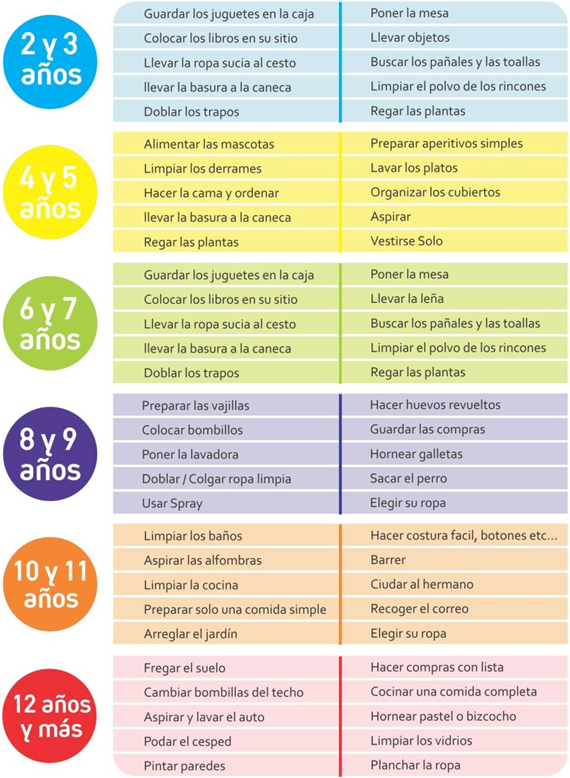 2 y 3
años
Guardar los juguetes en la caja
Poner la mesa
Colocar los libros en su sitio
Llevar objetos
Llevar la ropa sucia al cesto
Buscar los pañales y las toallas
llevar la basura a la caneca
Limpiar el polvo de los rincones
Doblar los trapos
Regar las plantas
4 y 5
años
Alimentar las mascotas
Preparar aperitivos simples
Limpiar los derrames
Lavar los platos
Hacer la cama y ordenar
Organizar los cubiertos
llevar la basura a la caneca
Aspirar
Regar las plantas
Vestirse Solo
6 y 7
años
Guardar los juguetes en la caja
Poner la mesa
Colocar los libros en su sitio
Llevar la leña
Llevar la ropa sucia al cesto
Buscar los pañales y las toallas
llevar la basura a la caneca
Limpiar el polvo de los rincones
Doblar los trapos
Regar las plantas
8 y 9
años
Preparar las vajillas
Hacer huevos revueltos
Colocar bombillos
Guardar las compras
Poner la lavadora
Hornear galletas
Doblar / Colgar ropa limpia
Sacar el perro
Usar Spray
Elegir su ropa
10 y 11
años
Limpiar los baños
Hacer costura facil, botones etc...
Aspirar las alfombras
Barrer
Limpiar la cocina
Ciudar al hermano
Preparar solo una comida simple
Recoger el correo
Arreglar el jardín
Elegir su ropa
12 años
y más
Fregar el suelo
Hacer compras con lista
Cambiar bombillas del techo
Cocinar una comida completa
Aspirar y lavar el auto
Hornear pastel o bizcocho
Podar el cesped
Limpiar los vidrios
Pintar paredes
Planchar la ropa